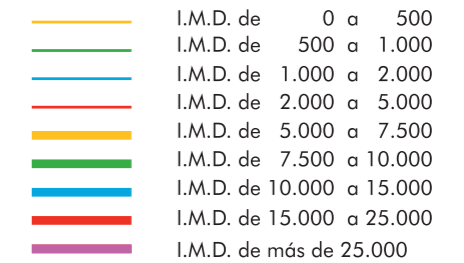 I.M.D. de 0 a 500
I.M.D. de 500 a 1.000
I.M.D. de 1.000 a 2.000
I.M.D. de 2.000 a 5.000
I.M.D. de 5.000 a 7.500
I.M.D. de 7.500 a 10.000
I.M.D. de 10.000 a 15.000
I.M.D. de 15.000 a 25.000
I.M.D. de más de 25.000